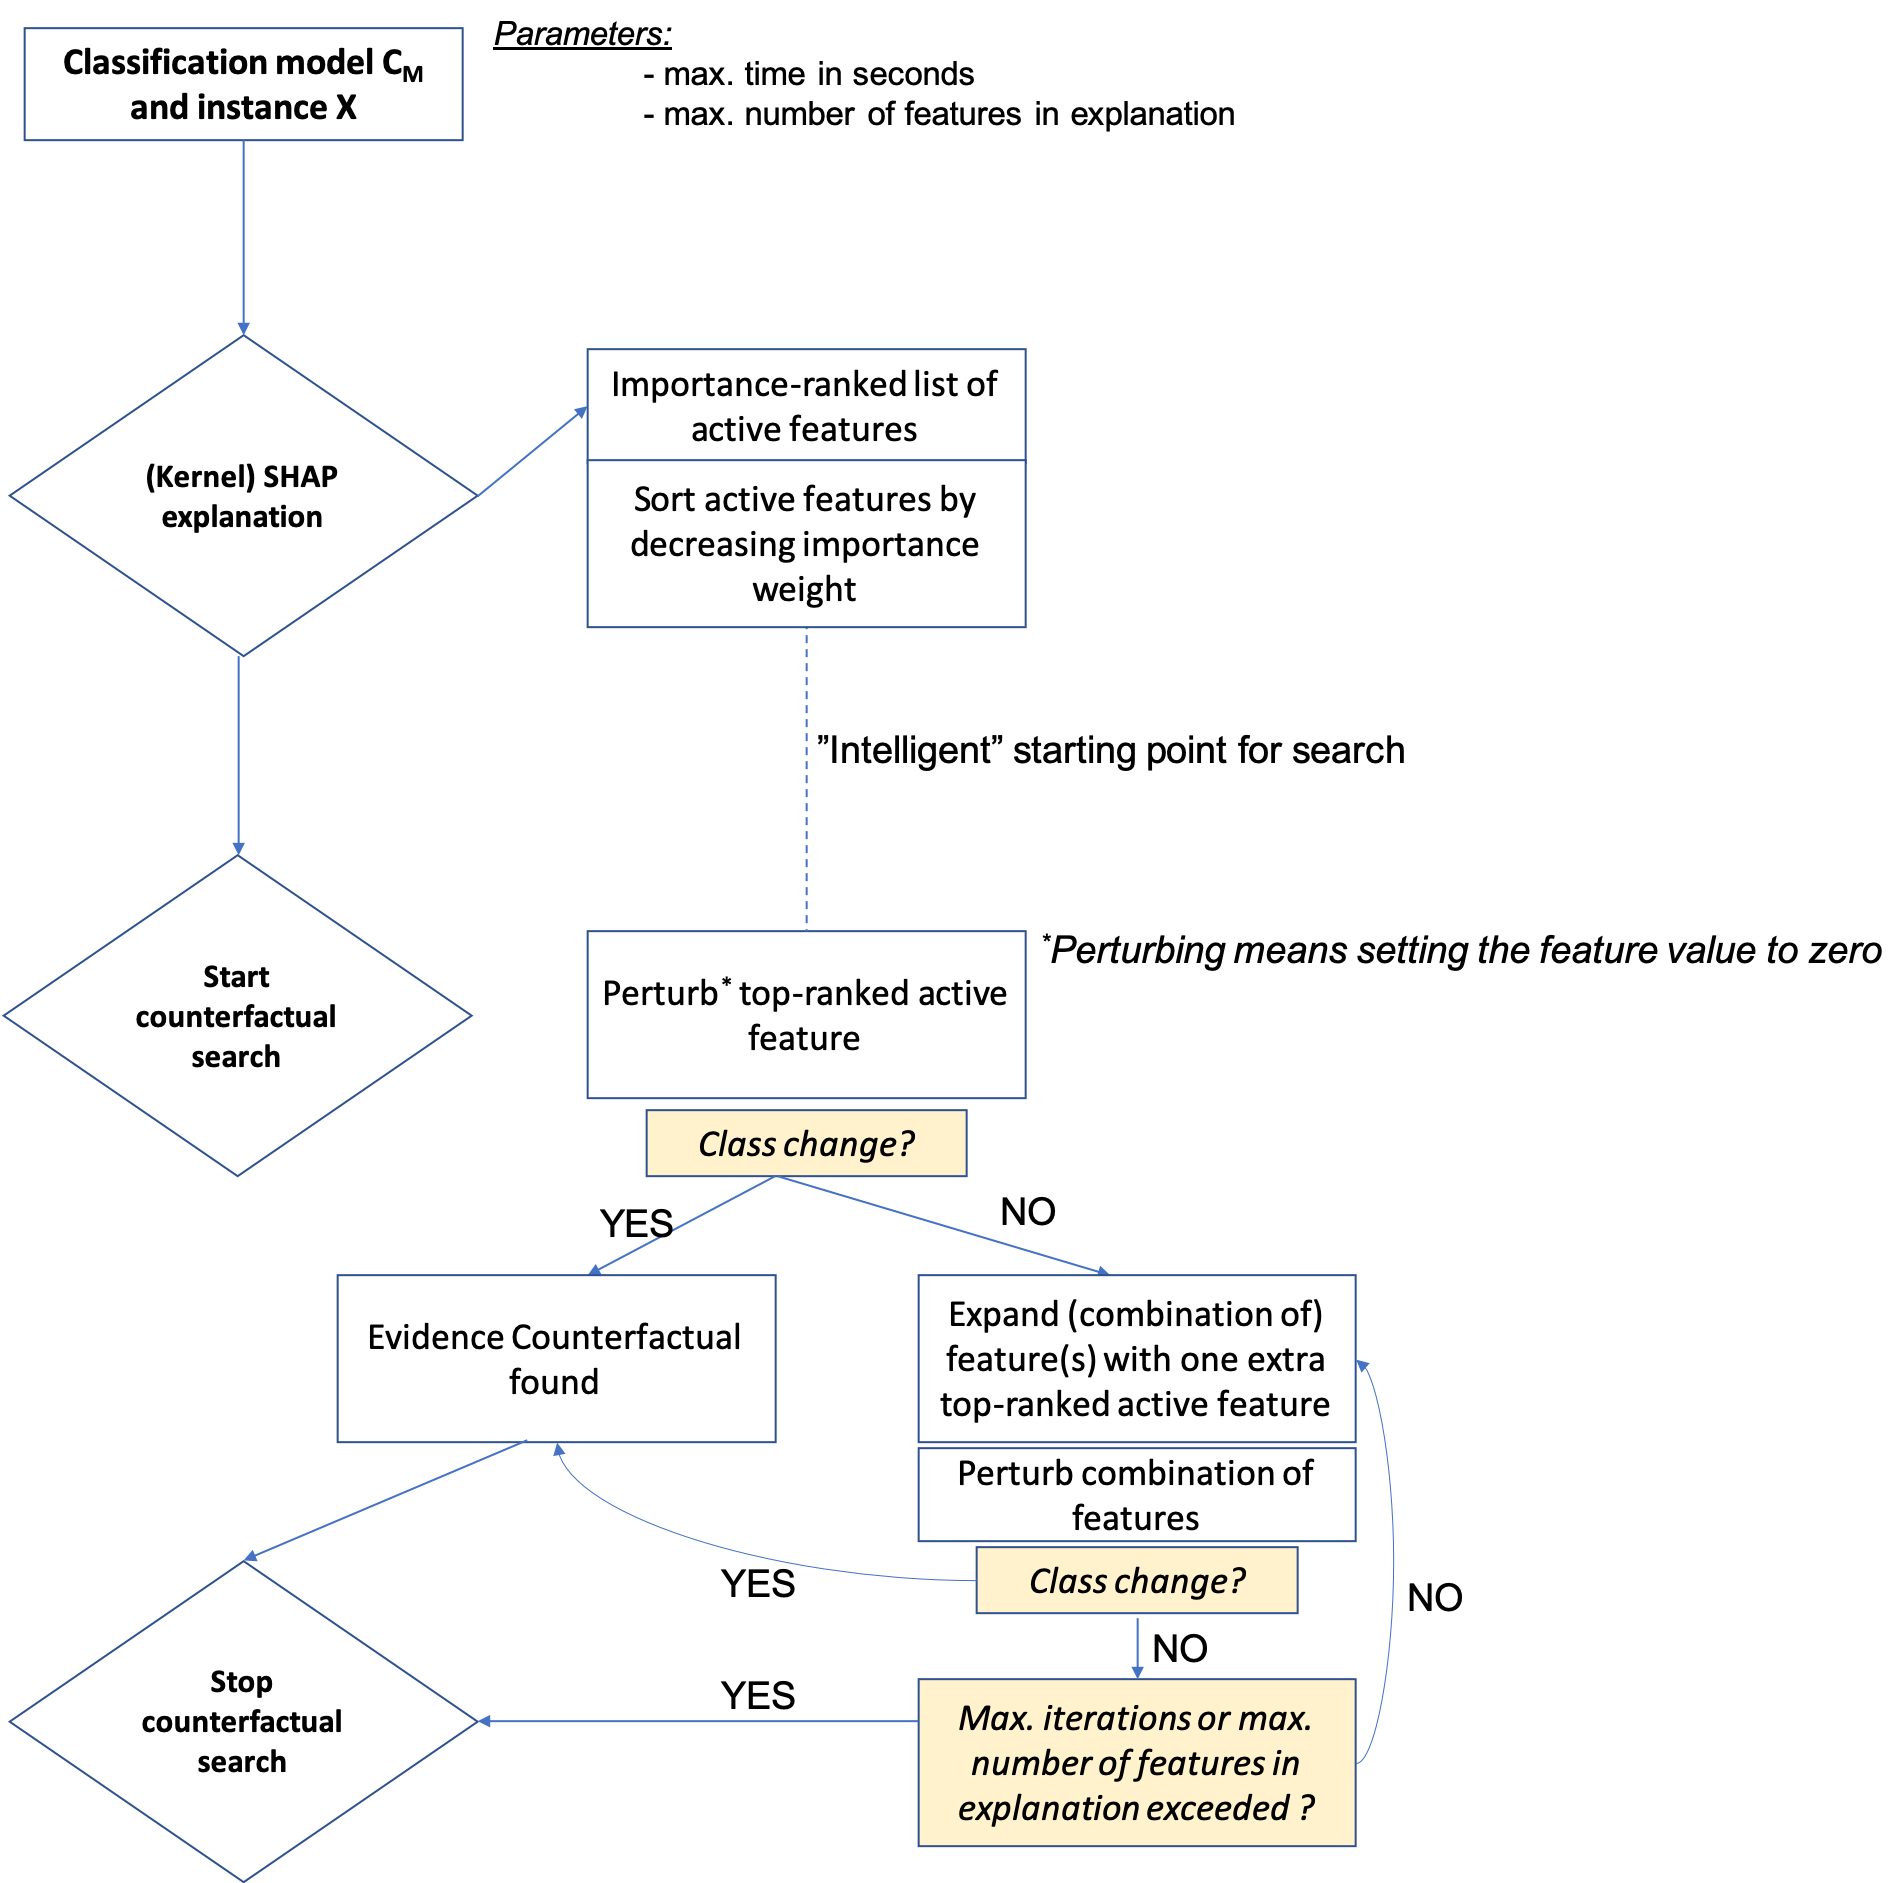 Classification model CM
and instance X
Parameters:
- max. time in seconds
- max. number of features in explanation
(Kernel) SHAP
explanation
Importance-ranked list of
active features
Sort active features by
decreasing importance
weight
”Intelligent” starting point for search
Start
counterfactual
search
Perturb* top-ranked active
feature
*Perturbing means setting the feature value to zero
Class change?
YES
NO
Evidence Counterfactual
found
Expand (combination of)
feature(s) with one extra
top-ranked active feature
Perturb combination of
features
Class change?
YES
NO
NO
Stop
counterfactual
search
YES
Max. iterations or max.
number of features in
explanation exceeded ?